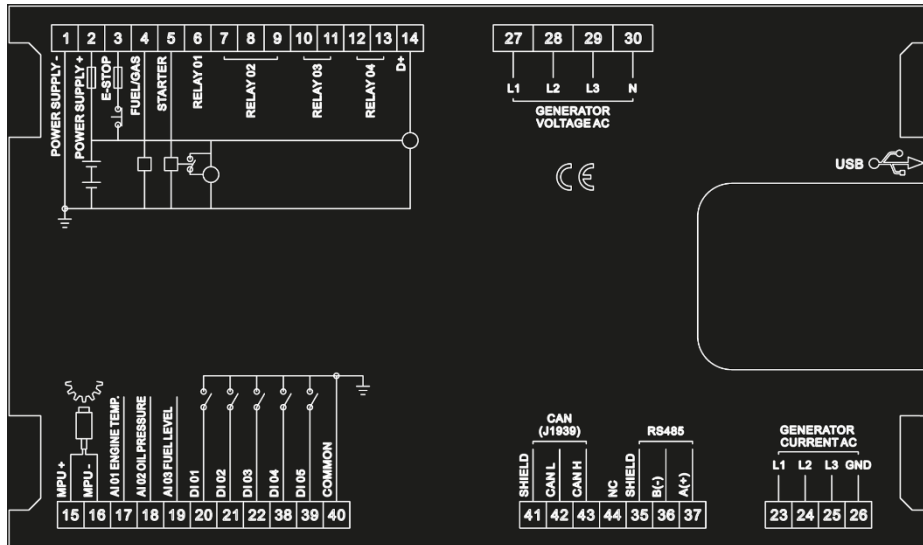 1 2 3 4 5 6 7 8 9 10 11 12 13 14
POWER SUPPLY -
POWER SUPPLY +
E-STOP
FUEL/GAS
STARTER
RELAY 01
RELAY 02
RELAY 03
RELAY 04
D+
27 28 29 30
L1 L2 L3 N
GENERATOR
VOLTAGE AC
CE
USB
MPU +
MPU -
AI 01 ENGINE TEMP.
AI 02 OIL PRESSURE
AI 03 FUEL LEVEL
DI 01
DI 02
DI 03
DI 04
DI 05
COMMON
15 16 17 18 19 20 21 22 38 39 40
CAN
(J1939)
RS485
SHIELD
CAN L
CAN H
NC
SHIELD
B(-)
A(+)
41 42 43 44 35 36 37
GENERATOR
CURRENT AC
L1 L2 L3 GND
23 24 25 26